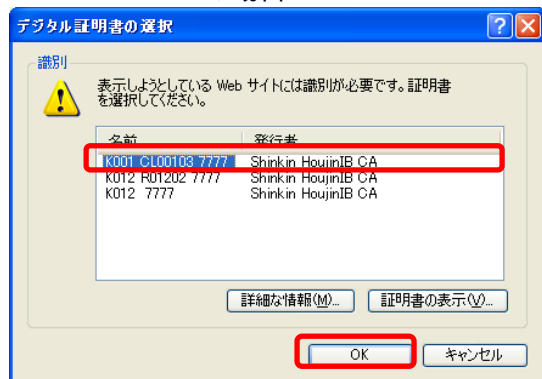 デジタル証明書の選択
識別
表示しようとしている Web サイトには識別が必要です。証明書
を選択してください。
名前 発行者
K001 CL00103 7777 Shinkin HoujinIB CA
K012 R01202 7777 Shinkin HoujinIB CA
K012 7777 Shinkin HoujinIB CA
詳細な情報(M)... 証明書の表示(V)...
OK キャンセル